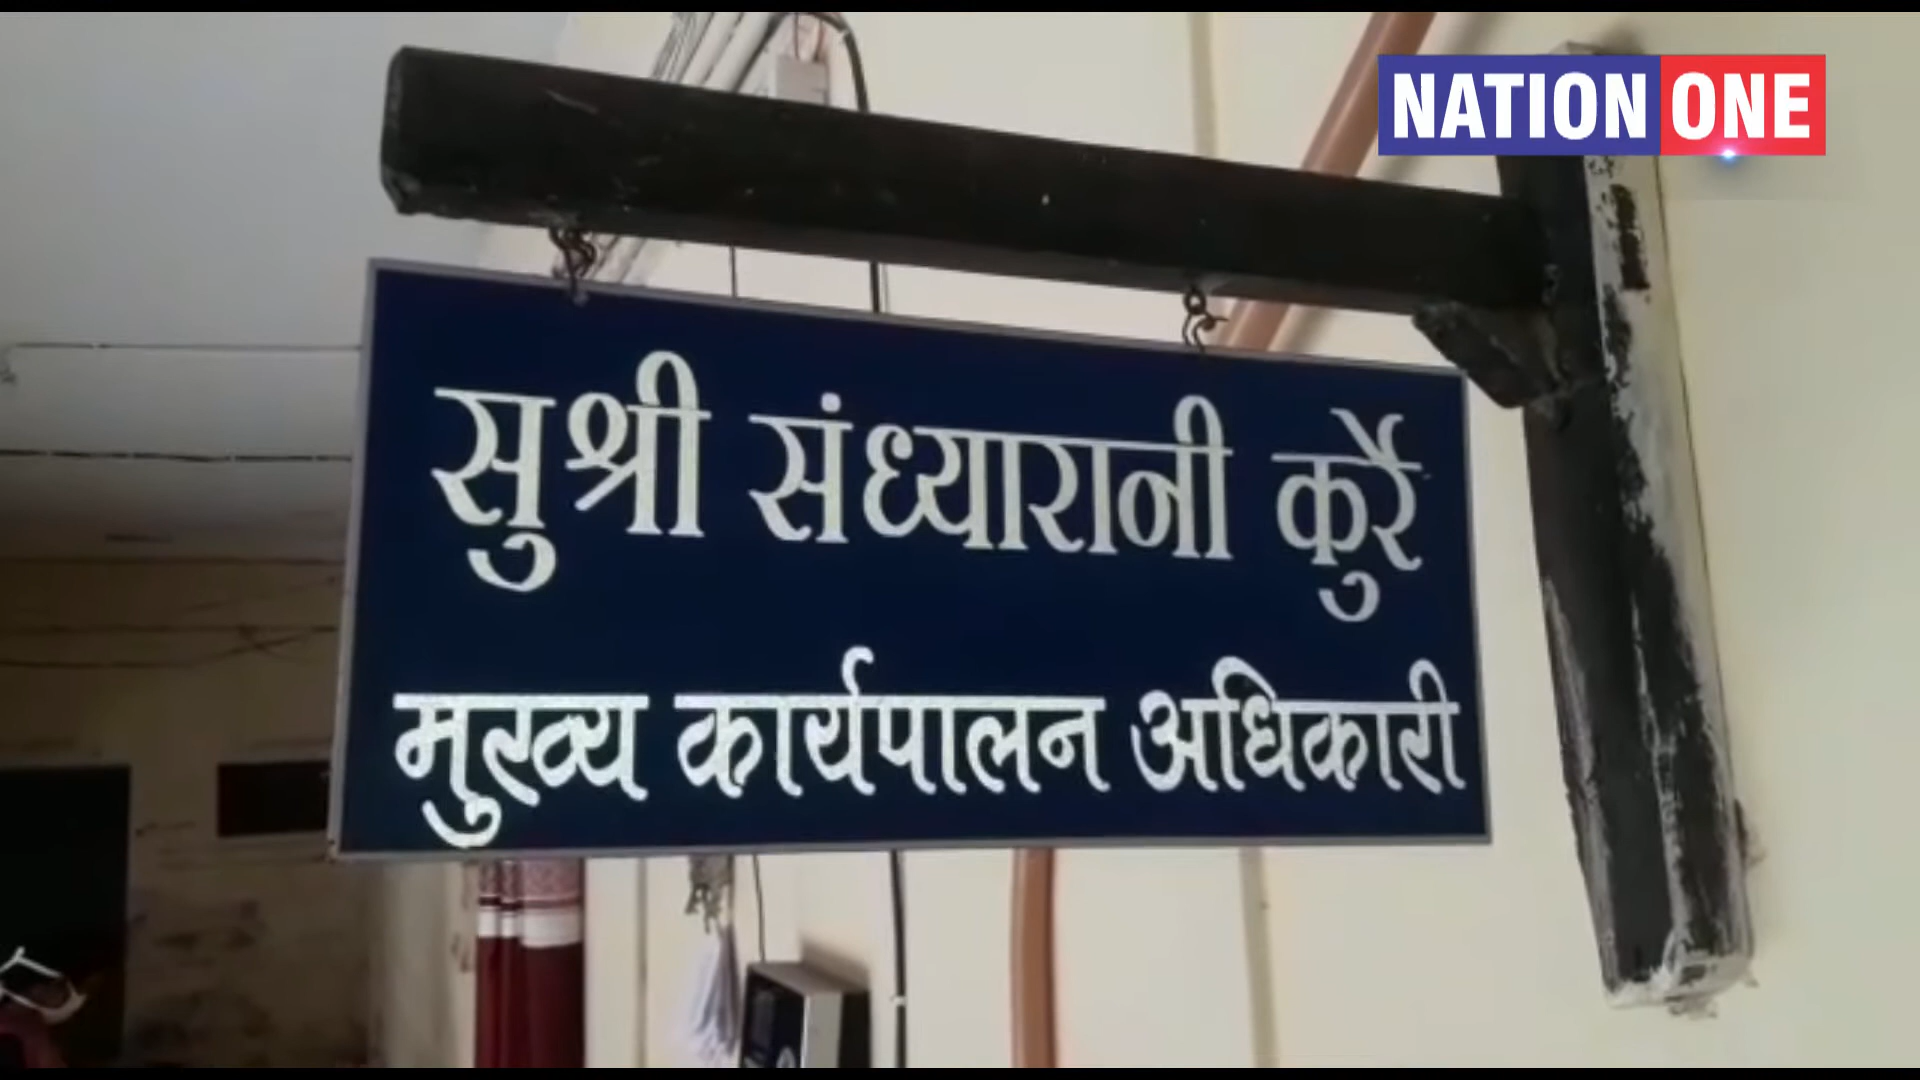 NATION ONE
सुश्री संध्यारानी कुर्रे
मुख्य कार्यपालन अधिकारी